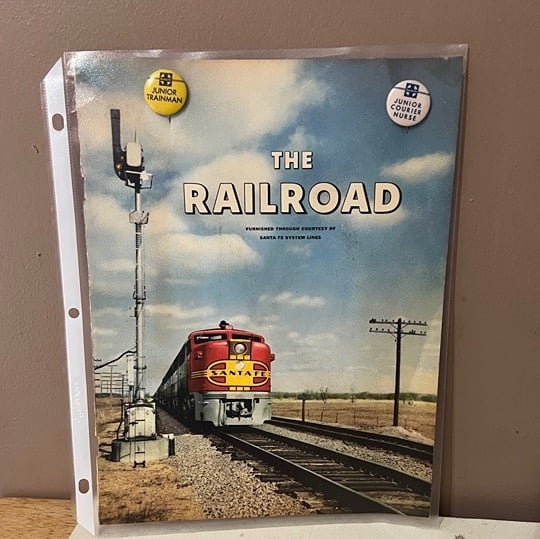 JUNIOR
TRAINMAN
JUNIOR
COURIER
NURSE
THE
RAILROAD
FURNISHED THROUGH COURTESY OF
SANTA FE SYSTEM LINES
SANTA FE